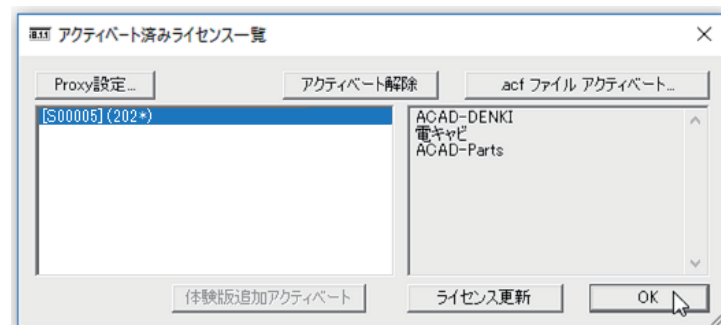 アクティベート済みライセンス一覧
Proxy設定...
アクティベート解除
.acf ファイル アクティベート...
[S00005](202*)
ACAD-DENKI
電キャビ
ACAD-Parts
体験版追加アクティベート
ライセンス更新
OK